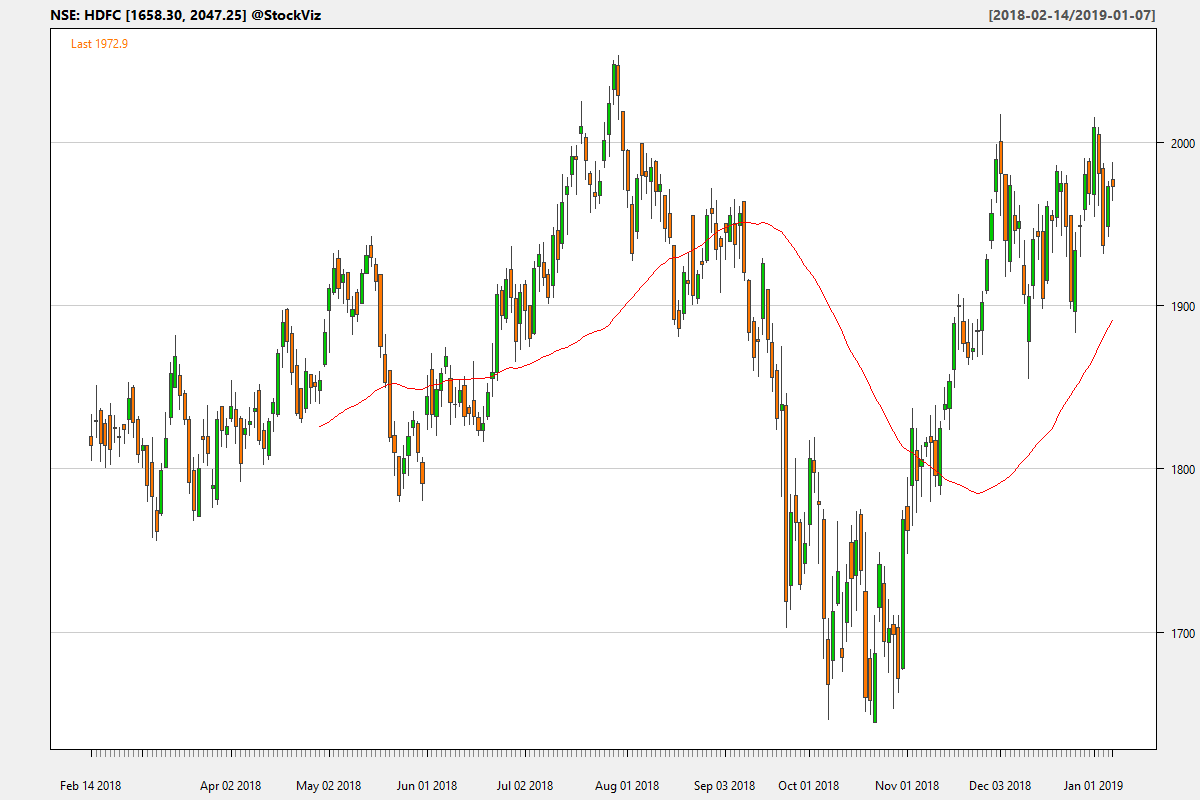 NSE: HDFC [1658.30, 2047.25] @StockViz [2018-02-14/2019-01-07]
Last 1972.9
2000
1900
1800
1700
Feb 14 2018 Apr 02 2018 May 02 2018 Jun 01 2018 Jul 02 2018 Aug 01 2018 Sep 03 2018 Oct 01 2018 Nov 01 2018 Dec 03 2018 Jan 01 2019